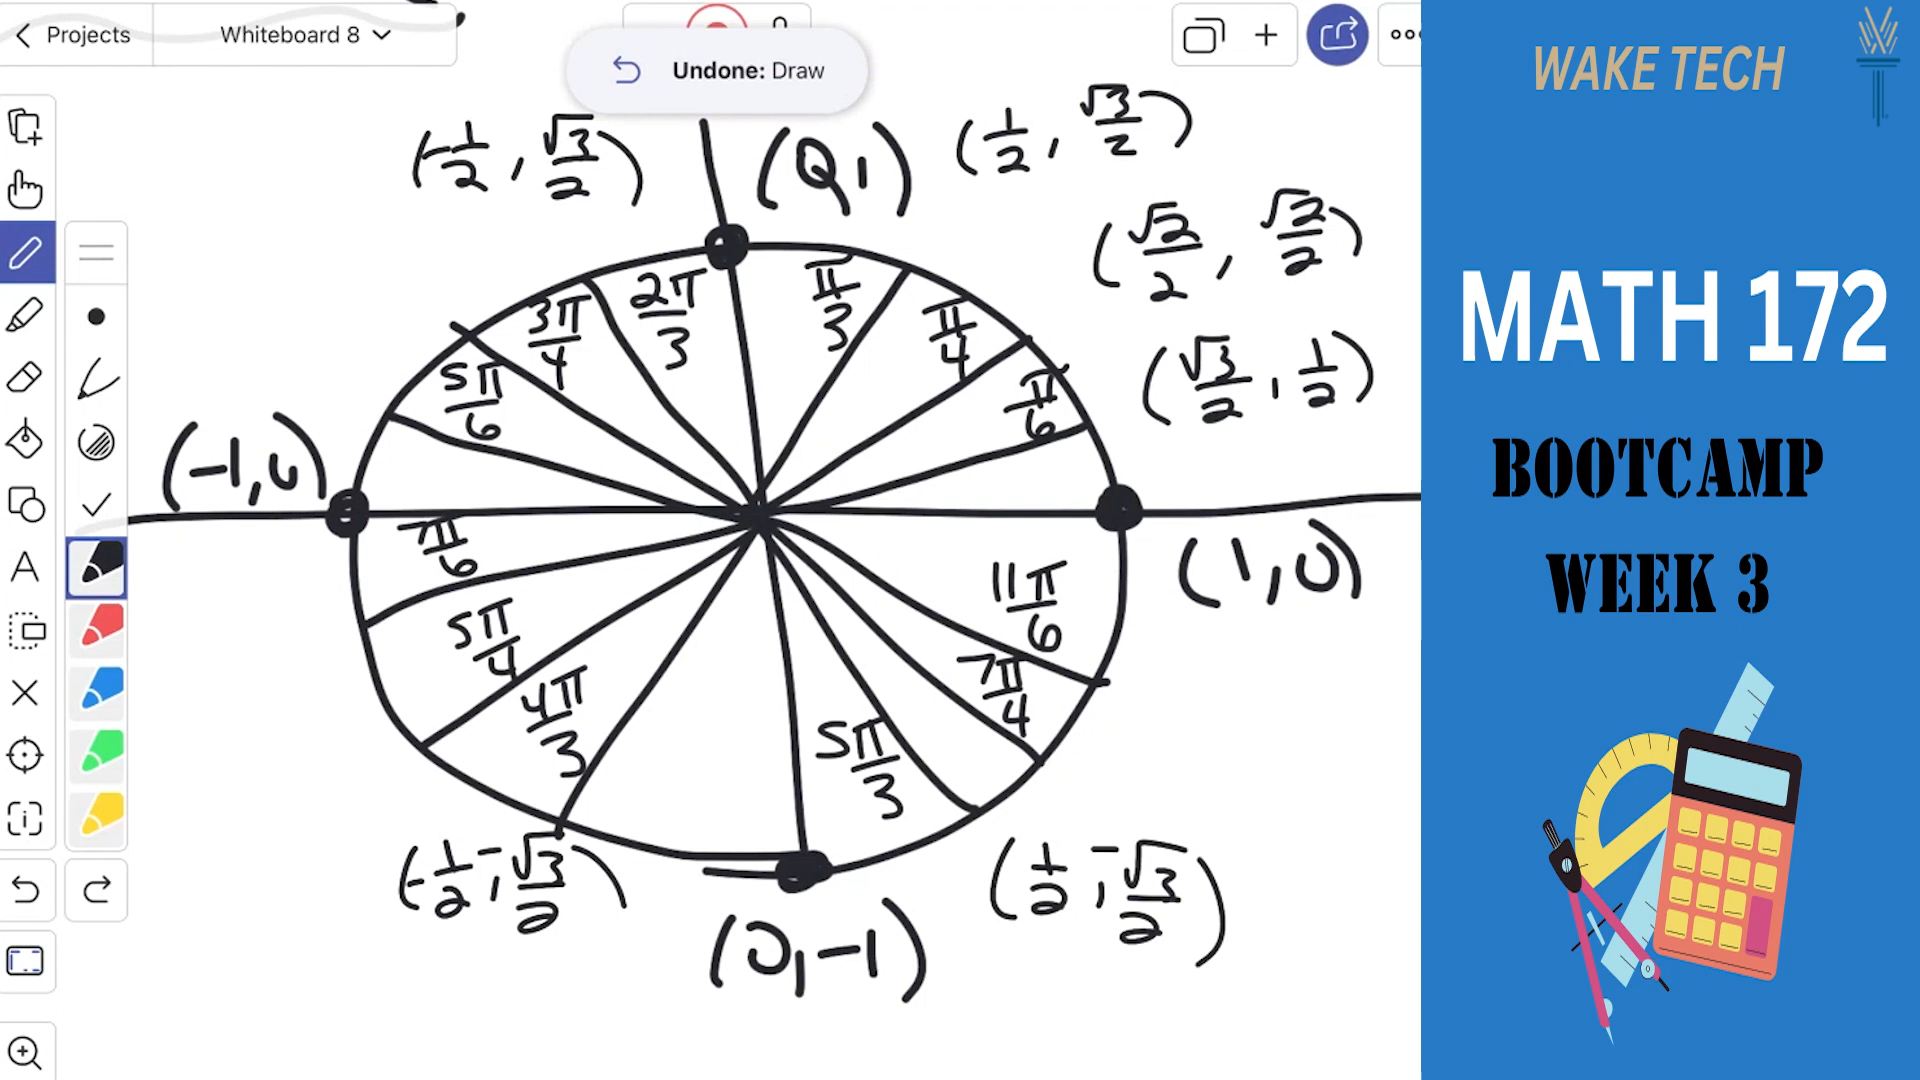 Projects
Whiteboard 8
Undone: Draw
WAKE TECH
MATH 172
BOOTCAMP
WEEK 3
A
(-1/2, √3/2)
(0,1)
(1/2, √3/2)
(√2/2, √2/2)
(√3/2, 1/2)
2π/3
π/3
3π/4
π/4
5π/6
π/6
(-1,0)
(1,0)
7π/6
11π/6
5π/4
7π/4
4π/3
5π/3
(-1/2, -√3/2)
(0,-1)
(1/2, -√3/2)